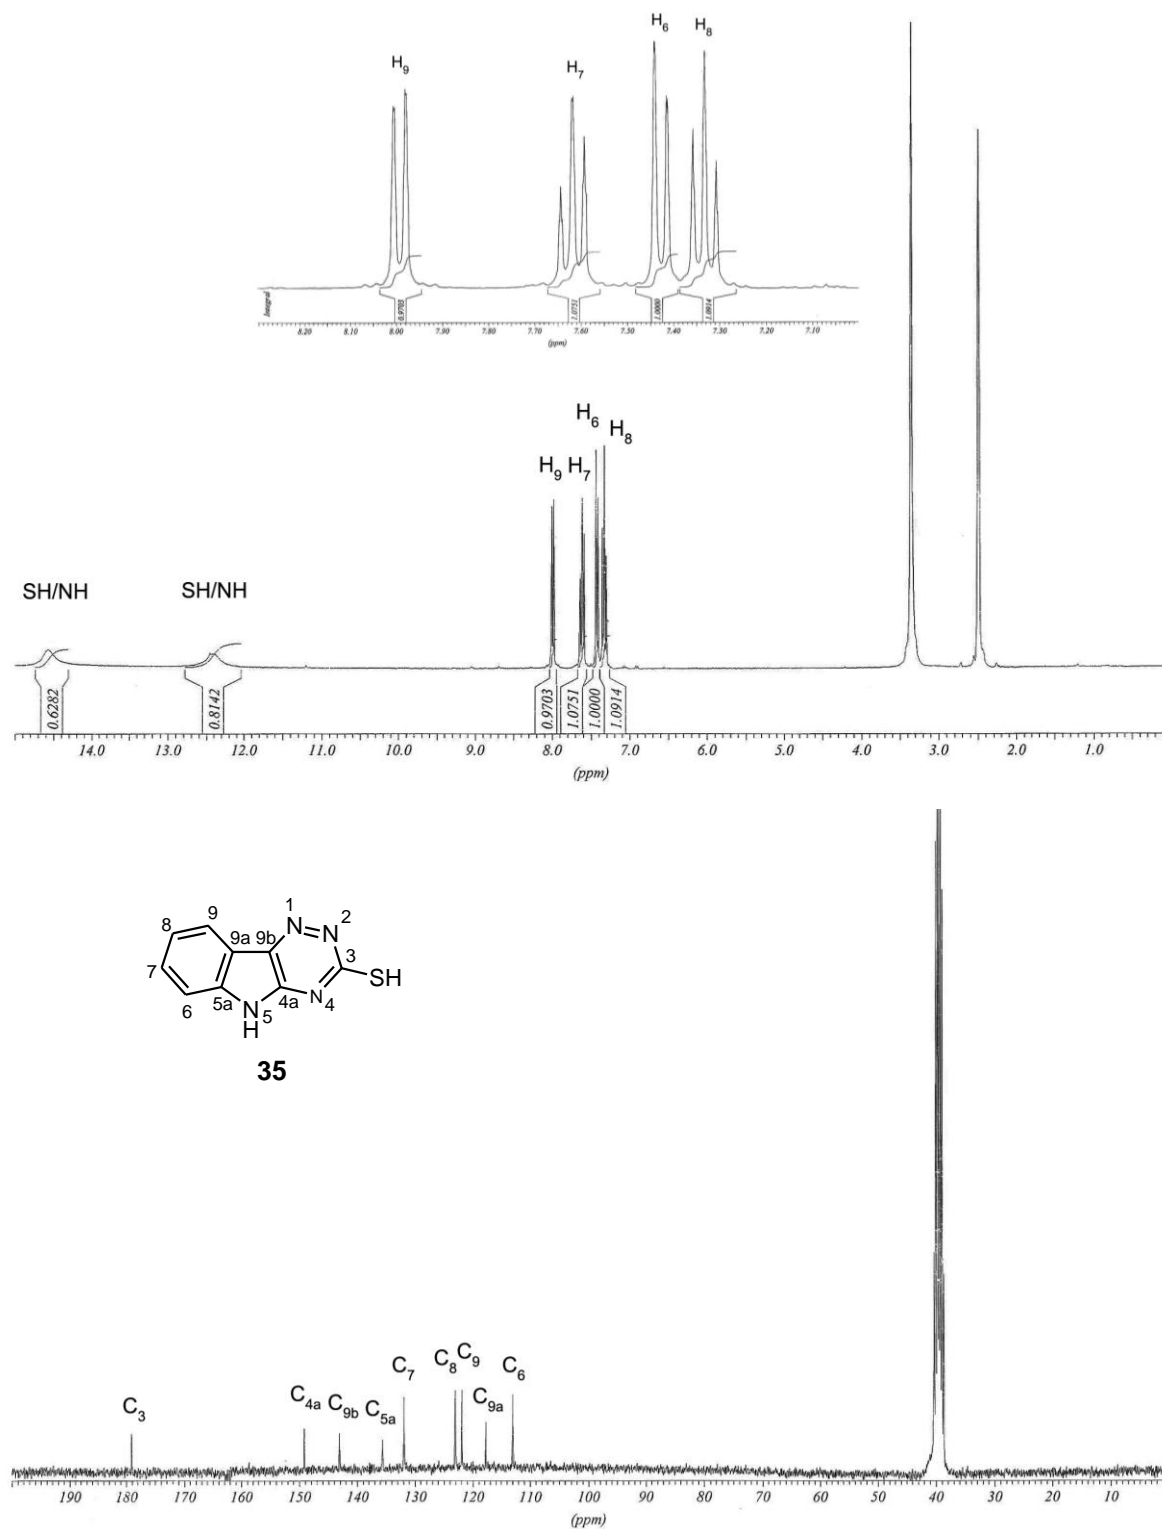 H6
H8
H9
H7
Integral
0.9703
1.0751
1.0000
1.0914
8.20 8.10 8.00 7.90 7.80 7.70 7.60 7.50 7.40 7.30 7.20 7.10
(ppm)
H6
H8
H9 H7
SH/NH SH/NH
0.6282 0.8142 0.9703 1.0751 1.0000 1.0914
14.0 13.0 12.0 11.0 10.0 9.0 8.0 7.0 6.0 5.0 4.0 3.0 2.0 1.0
(ppm)
9 1 2
8 N N
9a 9b
7 3
SH
6 5a N 5 4a N 4
H
35
C8 C9
C7 C6
C3 C4a C9b C5a C9a
190 180 170 160 150 140 130 120 110 100 90 80 70 60 50 40 30 20 10
(ppm)